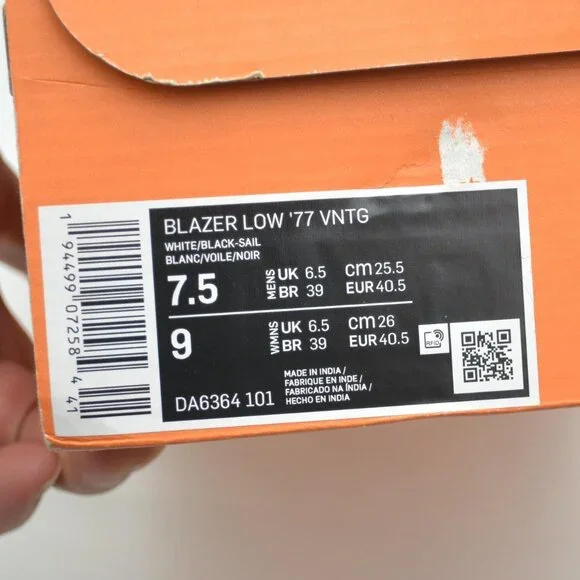 BLAZER LOW '77 VNTG
WHITE/BLACK-SAIL
BLANC/VOILE/NOIR
7.5 MENS UK 6.5 CM 25.5
BR 39 EUR 40.5
9 WMNS UK 6.5 CM 26
BR 39 EUR 40.5
RFID
MADE IN INDIA /
FABRIQUE EN INDE /
FABRICADO NA ÍNDIA /
HECHO EN INDIA
DA6364 101
1 94499 07258 4 41